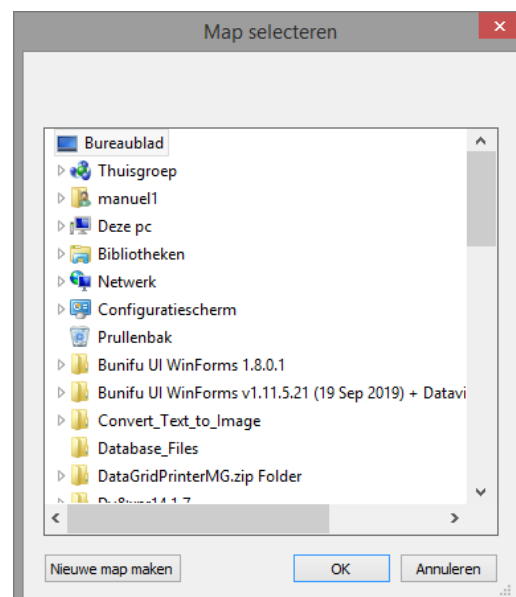 Map selecteren
Bureaublad
Thuisgroep
manuel1
Deze pc
Bibliotheken
Netwerk
Configuratiescherm
Prullenbak
Bunifu UI WinForms 1.8.0.1
Bunifu UI WinForms v1.11.5.21 (19 Sep 2019) + Datavi
Convert_Text_to_Image
Database_Files
DataGridPrinterMG.zip Folder
Nieuwe map maken
OK
Annuleren